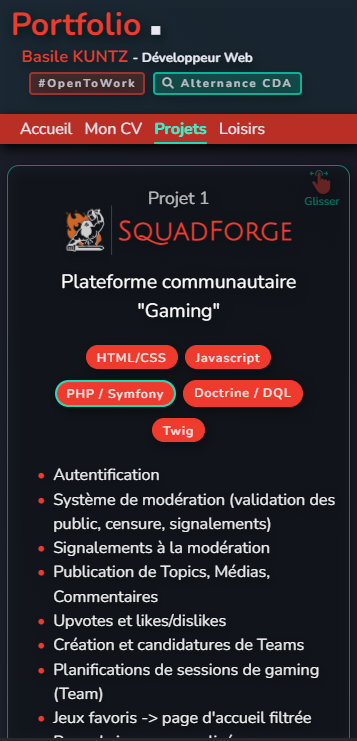 Portfolio .
Basile KUNTZ - Développeur Web
#OpenToWork
Alternance CDA
Accueil Mon CV Projets Loisirs
Glisser
Projet 1
SQUADFORGE
Plateforme communautaire
"Gaming"
HTML/CSS Javascript
PHP / Symfony Doctrine / DQL
Twig
• Autentification
• Système de modération (validation des
public, censure, signalements)
• Signalements à la modération
• Publication de Topics, Médias,
Commentaires
• Upvotes et likes/dislikes
• Création et candidatures de Teams
• Planifications de sessions de gaming
(Team)
• Jeux favoris -> page d'accueil filtrée